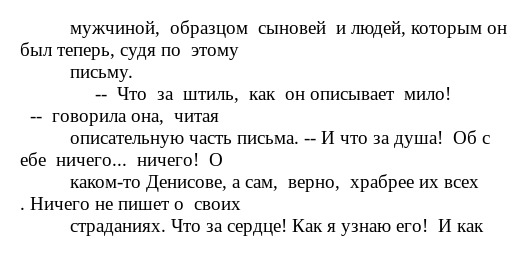 мужчиной, образцом сыновей и людей, которым он
был теперь, судя по этому
письму.
-- Что за штиль, как он описывает мило!
-- говорила она, читая
описательную часть письма. -- И что за душа! Об с
ебе ничего... ничего! О
каком-то Денисове, а сам, верно, храбрее их всех
. Ничего не пишет о своих
страданиях. Что за сердце! Как я узнаю его! И как